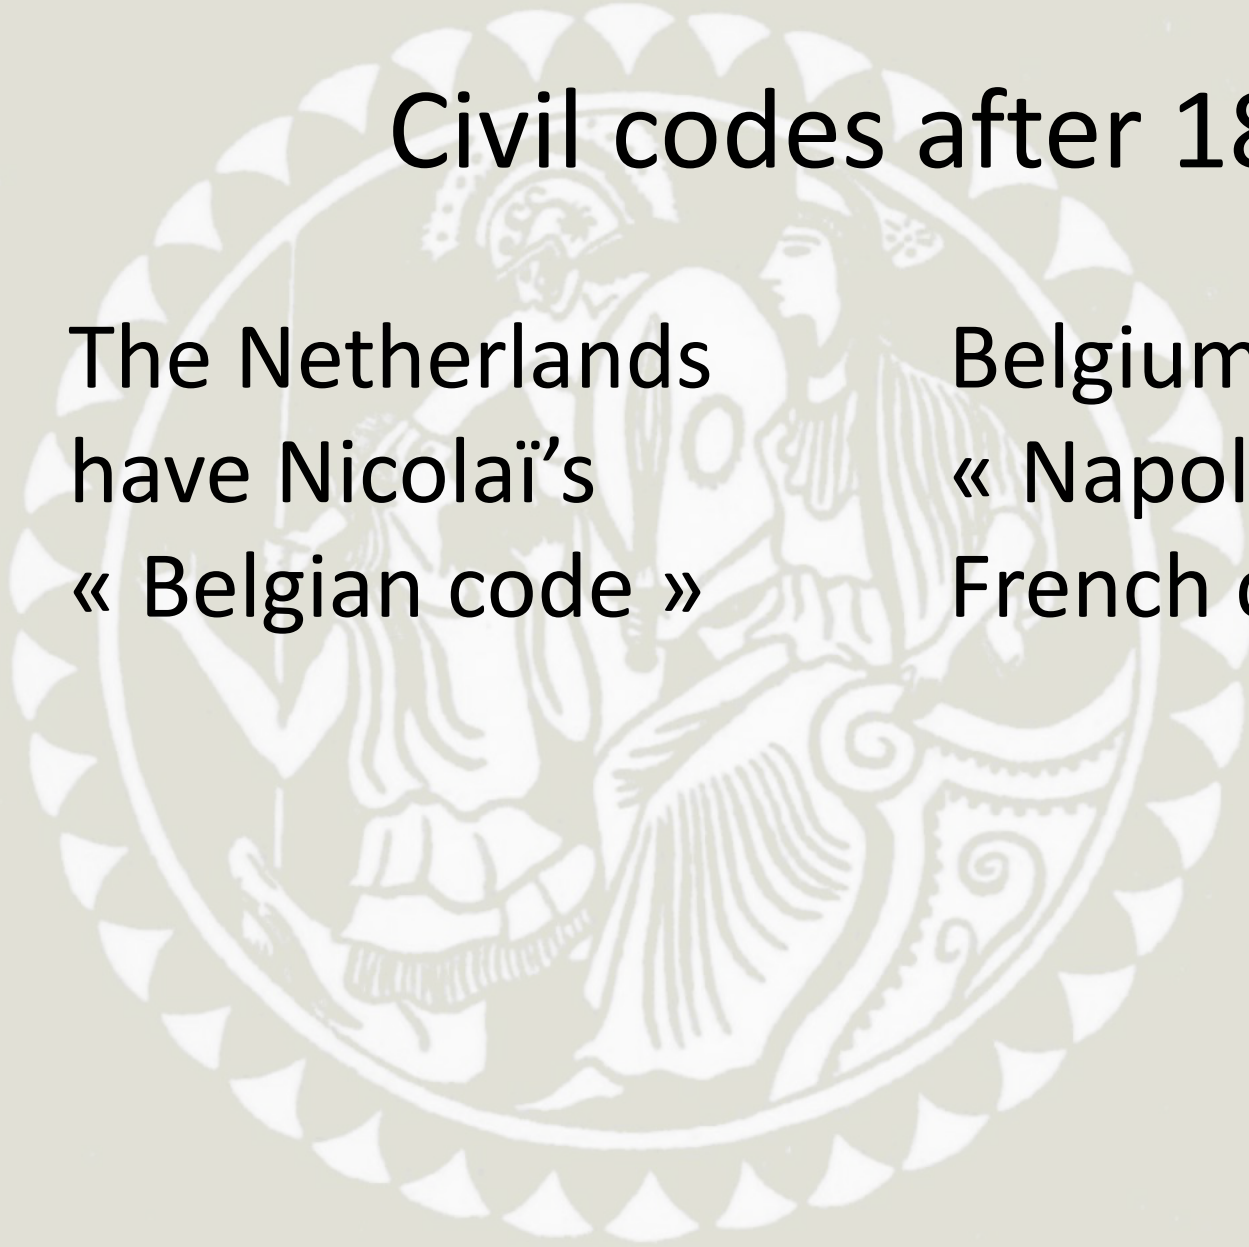 Civil codes after 18
The Netherlands
have Nicolaï’s
« Belgian code »
Belgium
« Napol
French